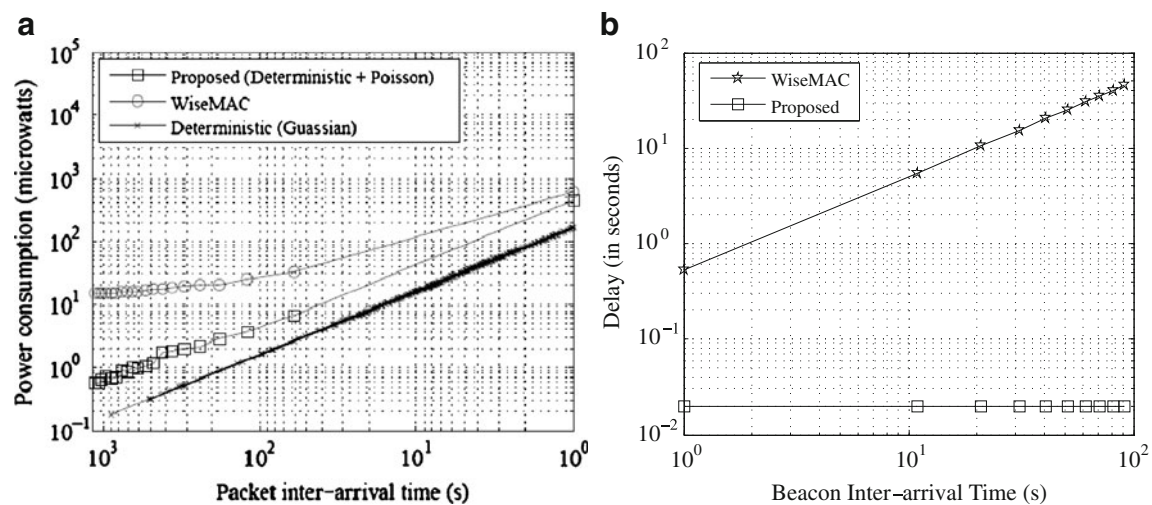 a
Power consumption (microwatts)
10^5
10^4
10^3
10^2
10^1
10^0
10^-1
Proposed (Deterministic + Poisson)
WiseMAC
Deterministic (Guassian)
10^3
10^2
10^1
10^0
Packet inter-arrival time (s)
b
Delay (in seconds)
10^2
10^1
10^0
10^-1
10^-2
WiseMAC
Proposed
10^0
10^1
10^2
Beacon Inter-arrival Time (s)